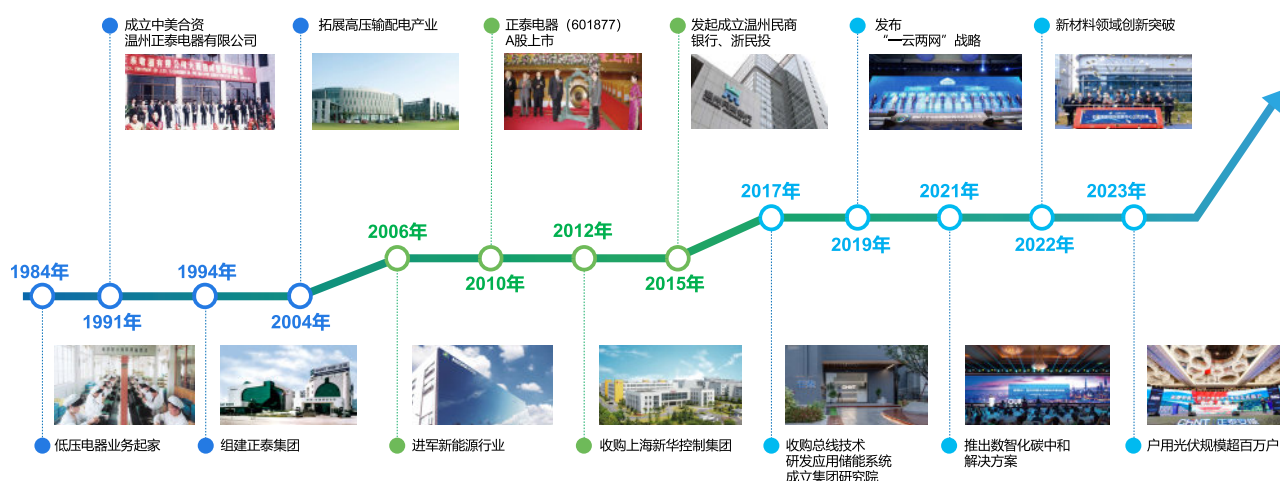 成立中美合资
温州正泰电器有限公司
拓展高压输配电产业
正泰电器（601877）
A股上市
发起成立温州民商
银行、浙民投
发布
“一云两网”战略
新材料领域创新突破
1984年
1991年
1994年
2004年
2006年
2010年
2012年
2015年
2017年
2019年
2021年
2022年
2023年
低压电器业务起家
组建正泰集团
进军新能源行业
收购上海新华控制集团
收购总线技术
研发应用储能系统
成立集团研究院
推出数智化碳中和
解决方案
户用光伏规模超百万户